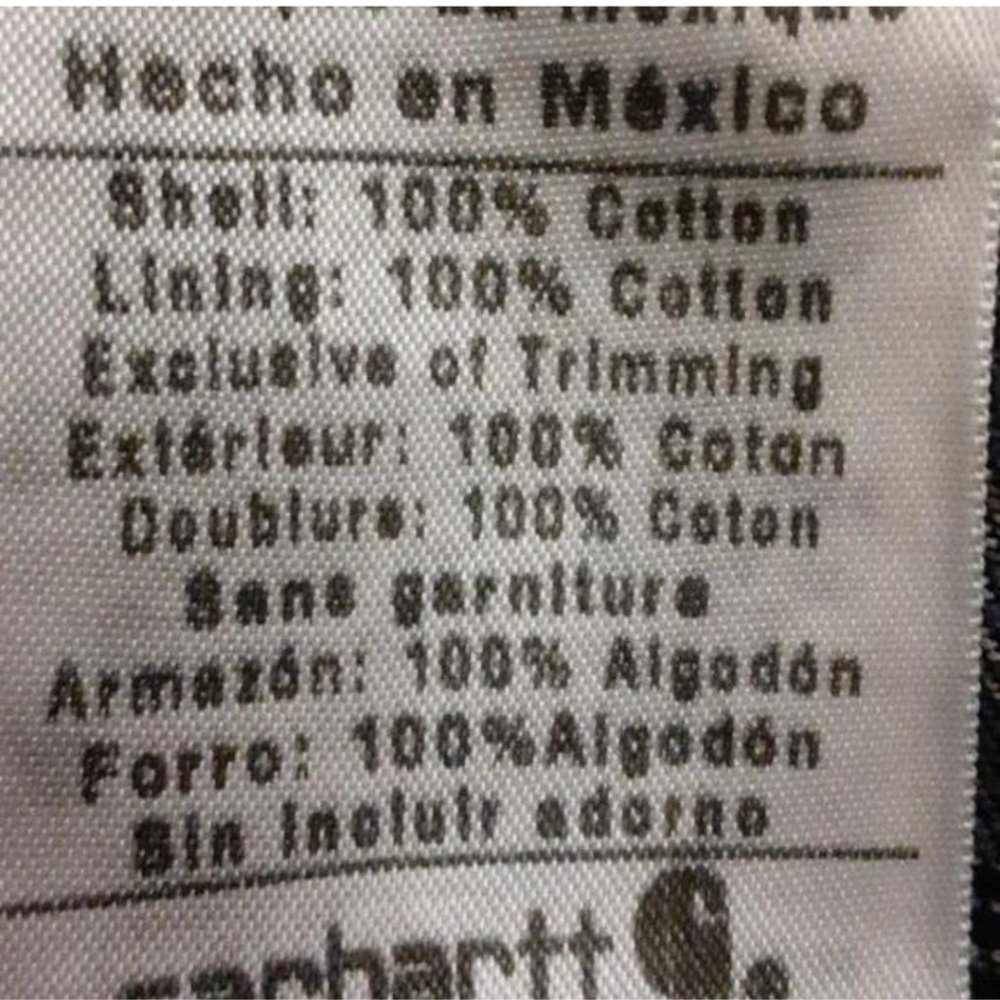 Hecho en México
Shell: 100% Cotton
Lining: 100% Cotton
Exclusive of Trimming
Extérieur: 100% Coton
Doublure: 100% Coton
Sans garniture
Armazón: 100% Algodón
Forro: 100%Algodón
Sin incluir adorno
carhartt